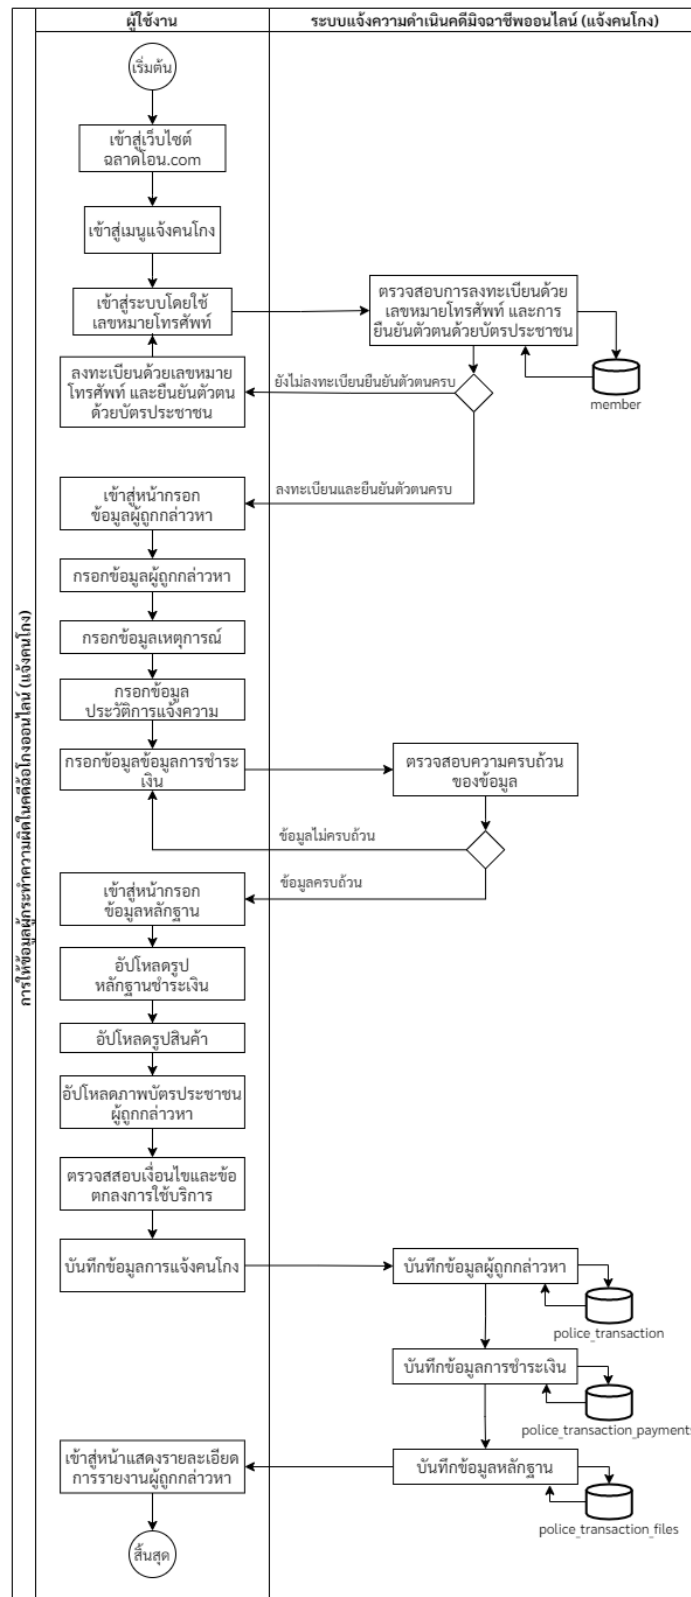 ผู้ใช้งาน
ระบบแจ้งความดำเนินคดีมิจฉาชีพออนไลน์ (แจ้งคนโกง)
การให้ข้อมูลผู้กระทำความผิดในคดีฉ้อโกงออนไลน์ (แจ้งคนโกง)
เริ่มต้น
เข้าสู่เว็บไซต์
ฉลาดโอน.com
เข้าสู่เมนูแจ้งคนโกง
เข้าสู่ระบบโดยใช้
เลขหมายโทรศัพท์
ตรวจสอบการลงทะเบียนด้วย
เลขหมายโทรศัพท์ และการ
ยืนยันตัวตนด้วยบัตรประชาชน
member
ยังไม่ลงทะเบียนยืนยันตัวตนครบ
ลงทะเบียนด้วยเลขหมาย
โทรศัพท์ และยืนยันตัวตน
ด้วยบัตรประชาชน
ลงทะเบียนและยืนยันตัวตนครบ
เข้าสู่หน้ากรอก
ข้อมูลผู้ถูกกล่าวหา
กรอกข้อมูลผู้ถูกกล่าวหา
กรอกข้อมูลเหตุการณ์
กรอกข้อมูล
ประวัติการแจ้งความ
กรอกข้อมูลข้อมูลการชำระ
เงิน
ตรวจสอบความครบถ้วน
ของข้อมูล
ข้อมูลไม่ครบถ้วน
ข้อมูลครบถ้วน
เข้าสู่หน้ากรอก
ข้อมูลหลักฐาน
อัปโหลดรูป
หลักฐานชำระเงิน
อัปโหลดรูปสินค้า
อัปโหลดภาพบัตรประชาชน
ผู้ถูกกล่าวหา
ตรวจสสอบเงื่อนไขและข้อ
ตกลงการใช้บริการ
บันทึกข้อมูลการแจ้งคนโกง
บันทึกข้อมูลผู้ถูกกล่าวหา
police_transaction
บันทึกข้อมูลการชำระเงิน
police_transaction_payments
บันทึกข้อมูลหลักฐาน
police_transaction_files
เข้าสู่หน้าแสดงรายละเอียด
การรายงานผู้ถูกกล่าวหา
สิ้นสุด